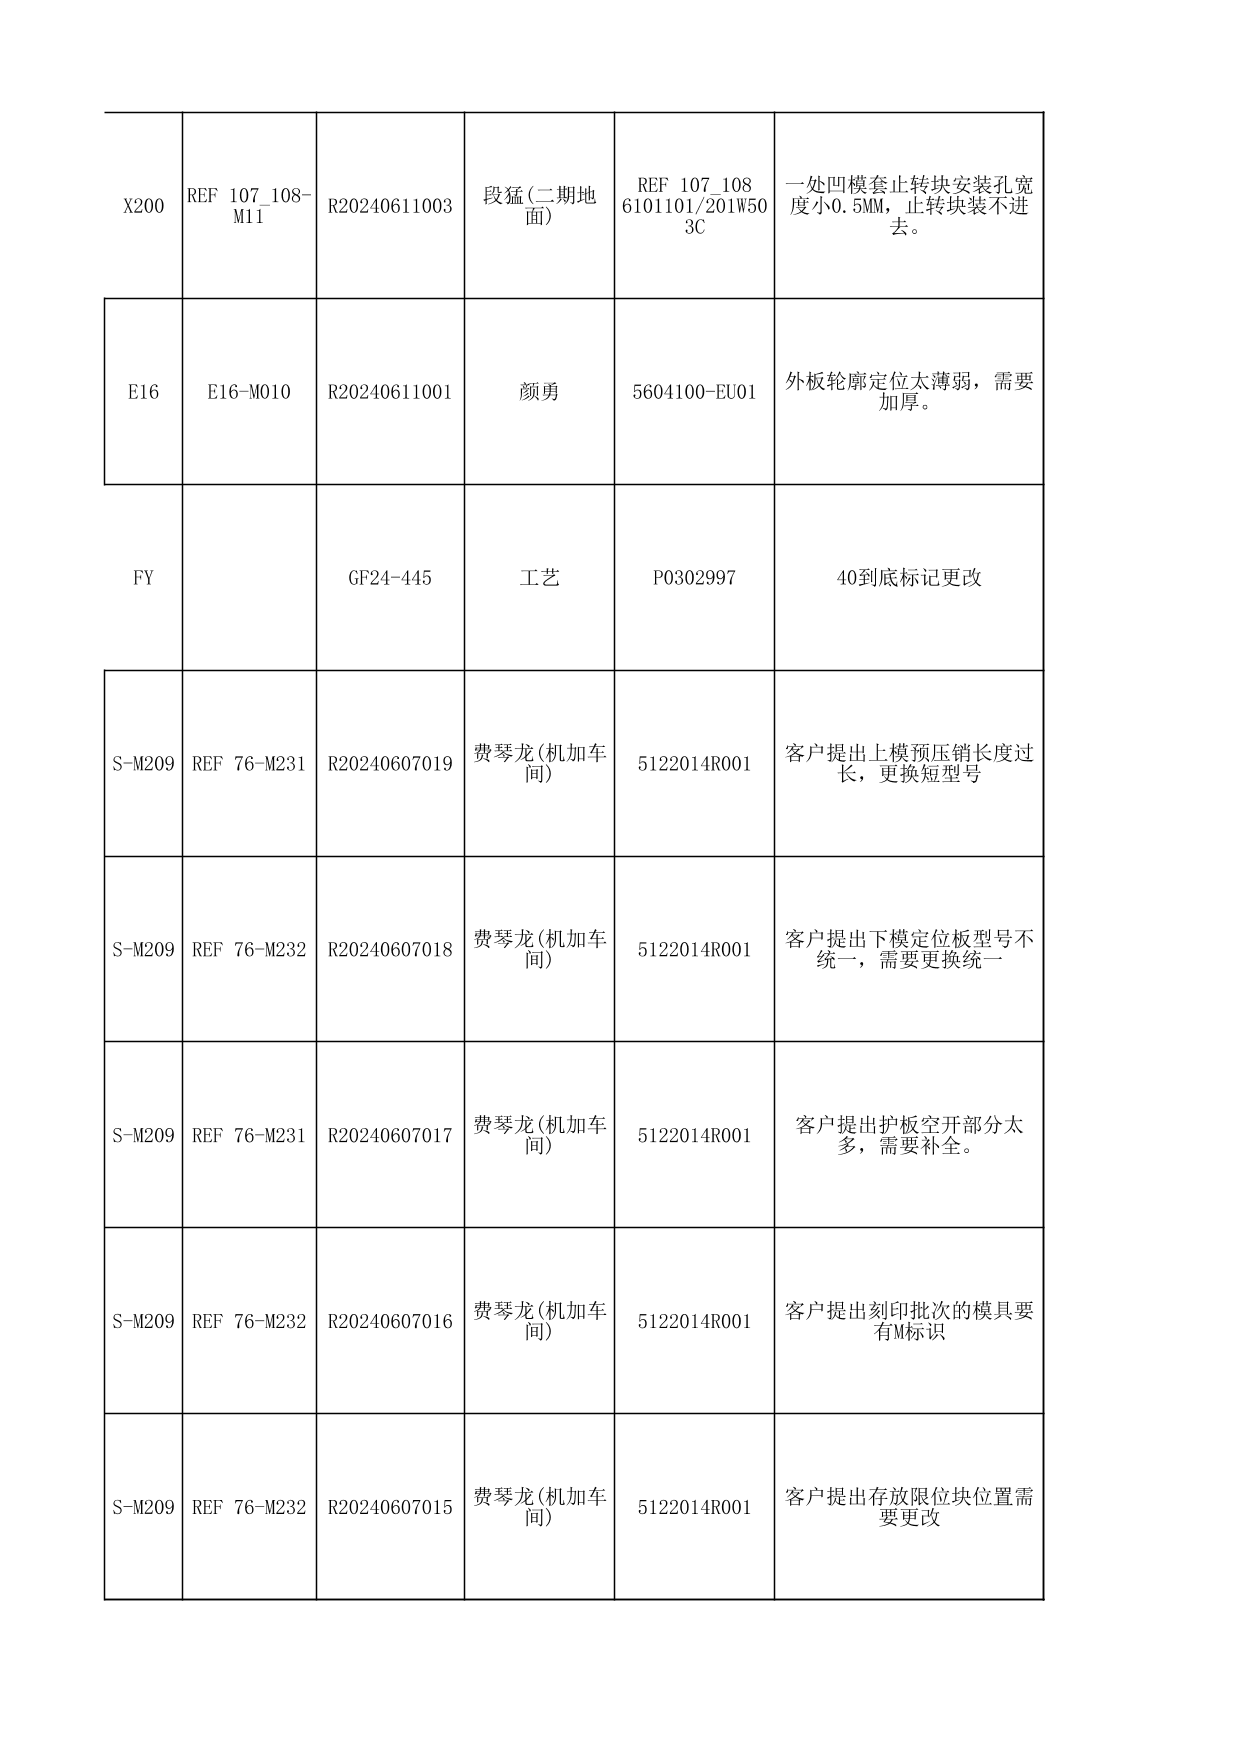 X200
REF 107_108-
M11
R20240611003
段猛(二期地
面)
REF 107_108
6101101/201W50
3C
一处凹模套止转块安装孔宽
度小0.5MM，止转块装不进
去。
E16
E16-M010
R20240611001
颜勇
5604100-EU01
外板轮廓定位太薄弱，需要
加厚。
FY
GF24-445
工艺
P0302997
40到底标记更改
S-M209
REF 76-M231
R20240607019
费琴龙(机加车
间)
5122014R001
客户提出上模预压销长度过
长，更换短型号
S-M209
REF 76-M232
R20240607018
费琴龙(机加车
间)
5122014R001
客户提出下模定位板型号不
统一，需要更换统一
S-M209
REF 76-M231
R20240607017
费琴龙(机加车
间)
5122014R001
客户提出护板空开部分太
多，需要补全。
S-M209
REF 76-M232
R20240607016
费琴龙(机加车
间)
5122014R001
客户提出刻印批次的模具要
有M标识
S-M209
REF 76-M232
R20240607015
费琴龙(机加车
间)
5122014R001
客户提出存放限位块位置需
要更改